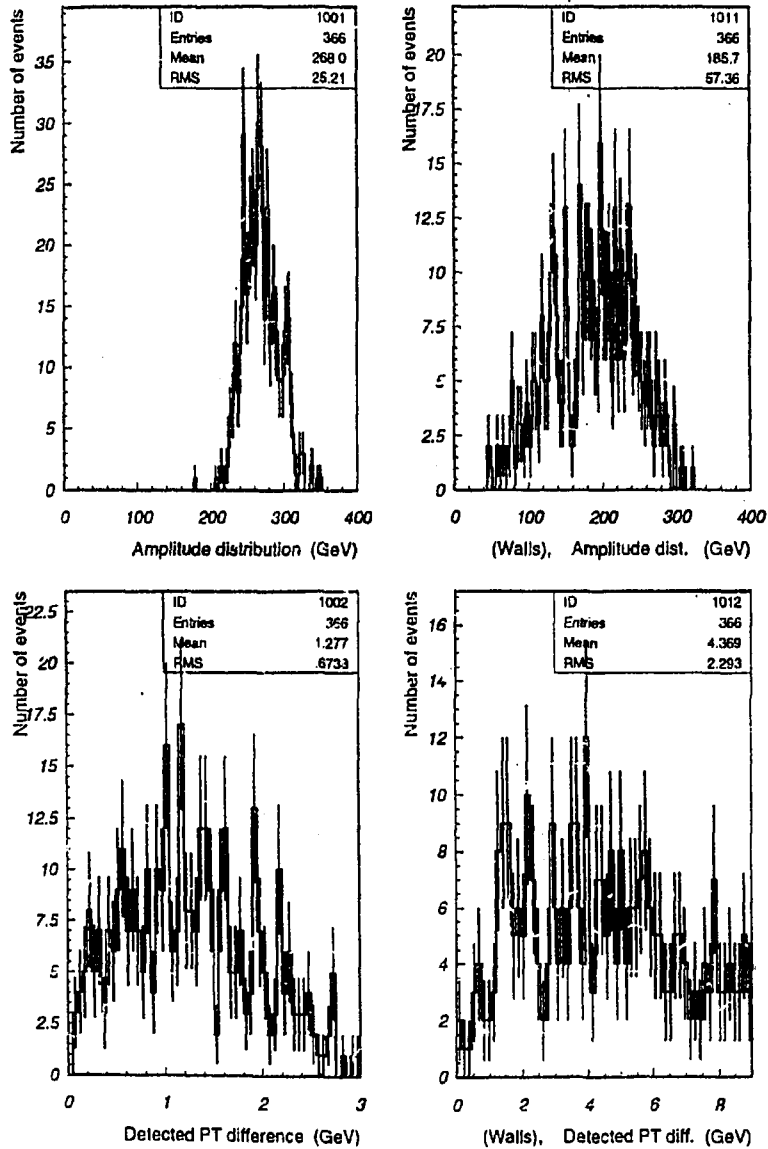 Number of events
ID 1001
Entries 366
Mean 268.0
RMS 25.21
35
30
25
20
15
10
5
0
0 100 200 300 400
Amplitude distribution (GeV)
Number of events
ID 1011
Entries 366
Mean 185.7
RMS 57.36
20
17.5
15
12.5
10
7.5
5
2.5
0
0 100 200 300 400
(Walls), Amplitude dist. (GeV)
Number of events
ID 1002
Entries 366
Mean 1.277
RMS .6733
22.5
20
17.5
15
12.5
10
7.5
5
2.5
0
0 1 2 3
Detected PT difference (GeV)
Number of events
ID 1012
Entries 366
Mean 4.369
RMS 2.293
16
14
12
10
8
6
4
2
0
0 2 4 6 8
(Walls), Detected PT diff. (GeV)